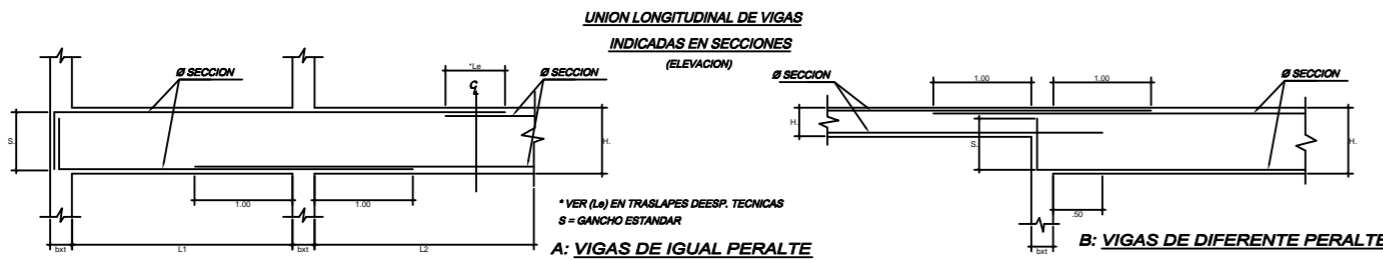 UNION LONGITUDINAL DE VIGAS
INDICADAS EN SECCIONES
(ELEVACION)
Ø SECCION
*Le
Ȼ
Ø SECCION
S.
H.
1.00
1.00
bxt
L1
bxt
L2
* VER (Le) EN TRASLAPES DEESP. TECNICAS
S = GANCHO ESTANDAR
A: VIGAS DE IGUAL PERALTE
Ø SECCION
1.00
1.00
Ø SECCION
H.
S.
H.
.50
bxt
B: VIGAS DE DIFERENTE PERALTE